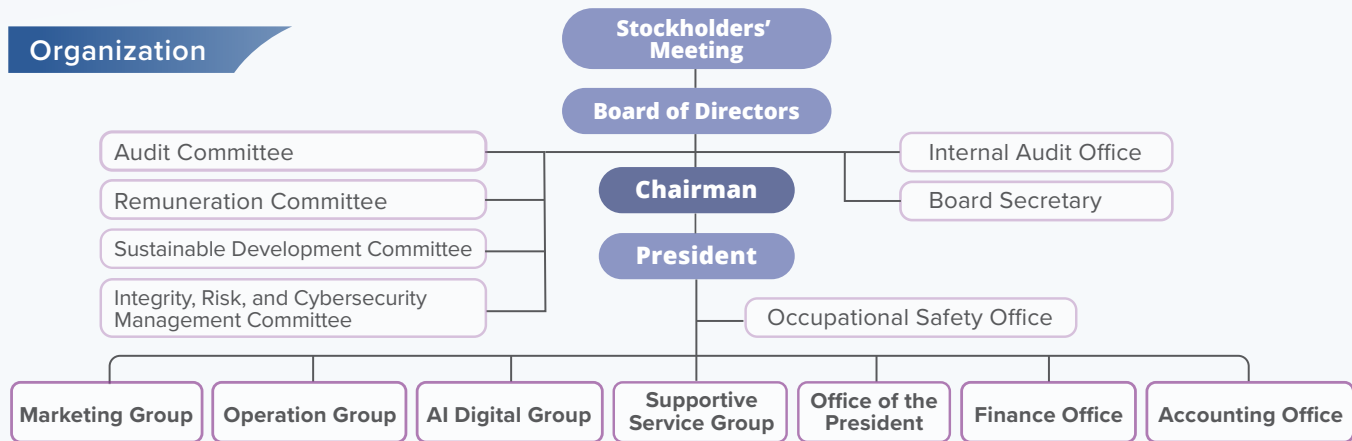 Organization
Stockholders’
Meeting
Board of Directors
Audit Committee
Internal Audit Office
Chairman
Remuneration Committee
Board Secretary
Sustainable Development Committee
President
Integrity, Risk, and Cybersecurity
Management Committee
Occupational Safety Office
Marketing Group
Operation Group
AI Digital Group
Supportive
Service Group
Office of the
President
Finance Office
Accounting Office